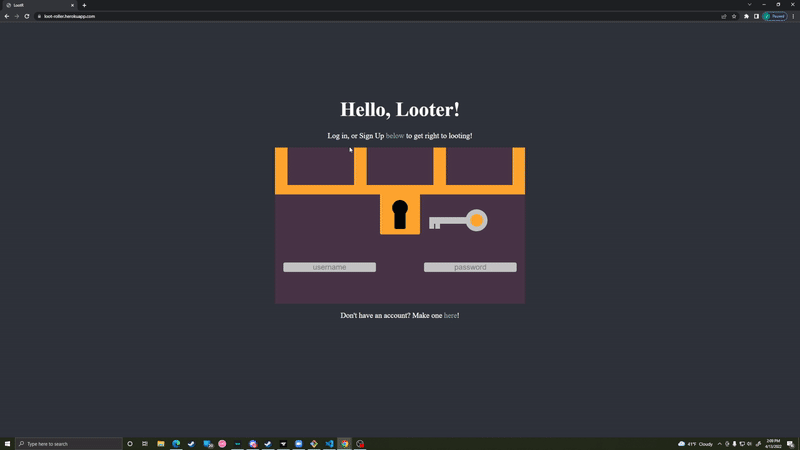 LootR
loot-roller.herokuapp.com
Paused
Hello, Looter!
Log in, or Sign Up below to get right to looting!
username
password
Don't have an account? Make one here!
Type here to search
41°F Cloudy
2:09 PM
4/13/2022